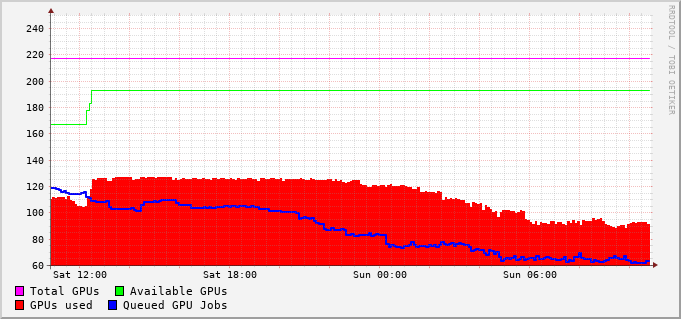 RRDTOOL / TOBI OETIKER
240
220
200
180
160
140
120
100
80
60
Sat 12:00 Sat 18:00 Sun 00:00 Sun 06:00
Total GPUs Available GPUs
GPUs used Queued GPU Jobs